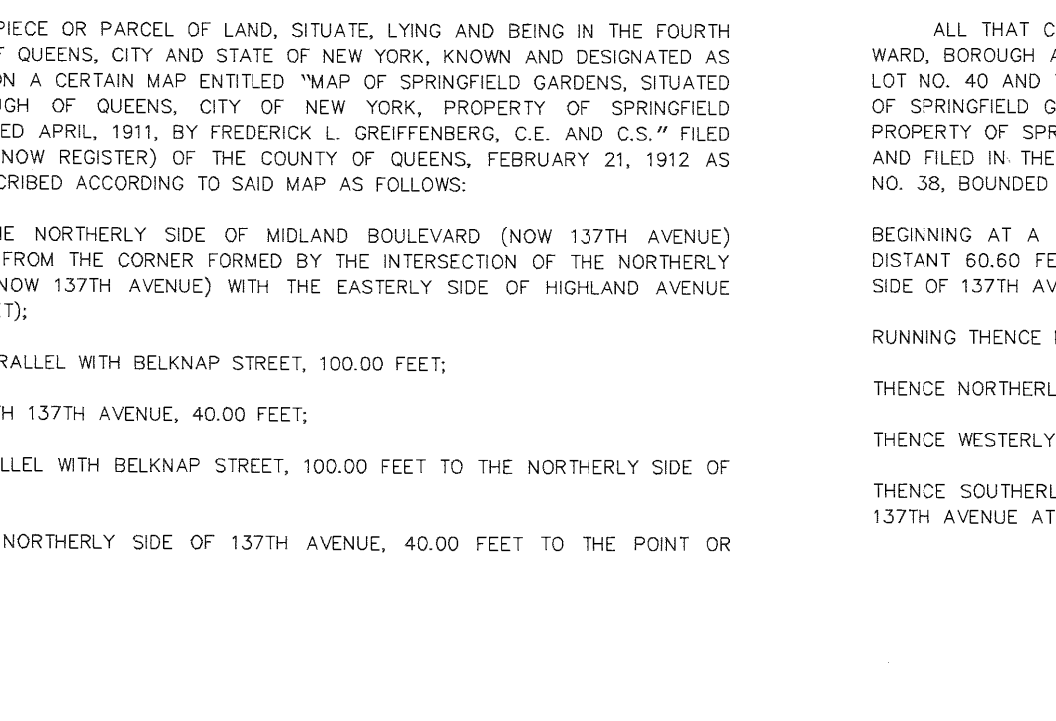 PIECE OR PARCEL OF LAND, SITUATE, LYING AND BEING IN THE FOURTH
F QUEENS, CITY AND STATE OF NEW YORK, KNOWN AND DESIGNATED AS
ON A CERTAIN MAP ENTITLED "MAP OF SPRINGFIELD GARDENS, SITUATED
UGH OF QUEENS, CITY OF NEW YORK, PROPERTY OF SPRINGFIELD
ED APRIL, 1911, BY FREDERICK L. GREIFFENBERG, C.E. AND C.S." FILED
(NOW REGISTER) OF THE COUNTY OF QUEENS, FEBRUARY 21, 1912 AS
CRIBED ACCORDING TO SAID MAP AS FOLLOWS:
HE NORTHERLY SIDE OF MIDLAND BOULEVARD (NOW 137TH AVENUE)
FROM THE CORNER FORMED BY THE INTERSECTION OF THE NORTHERLY
NOW 137TH AVENUE) WITH THE EASTERLY SIDE OF HIGHLAND AVENUE
ET);
RALLEL WITH BELKNAP STREET, 100.00 FEET;
TH 137TH AVENUE, 40.00 FEET;
ALLEL WITH BELKNAP STREET, 100.00 FEET TO THE NORTHERLY SIDE OF
NORTHERLY SIDE OF 137TH AVENUE, 40.00 FEET TO THE POINT OR
ALL THAT C
WARD, BOROUGH A
LOT NO. 40 AND
OF SPRINGFIELD G
PROPERTY OF SPR
AND FILED IN THE
NO. 38, BOUNDED
BEGINNING AT A
DISTANT 60.60 FE
SIDE OF 137TH AV
RUNNING THENCE
THENCE NORTHERL
THENCE WESTERLY
THENCE SOUTHERL
137TH AVENUE AT